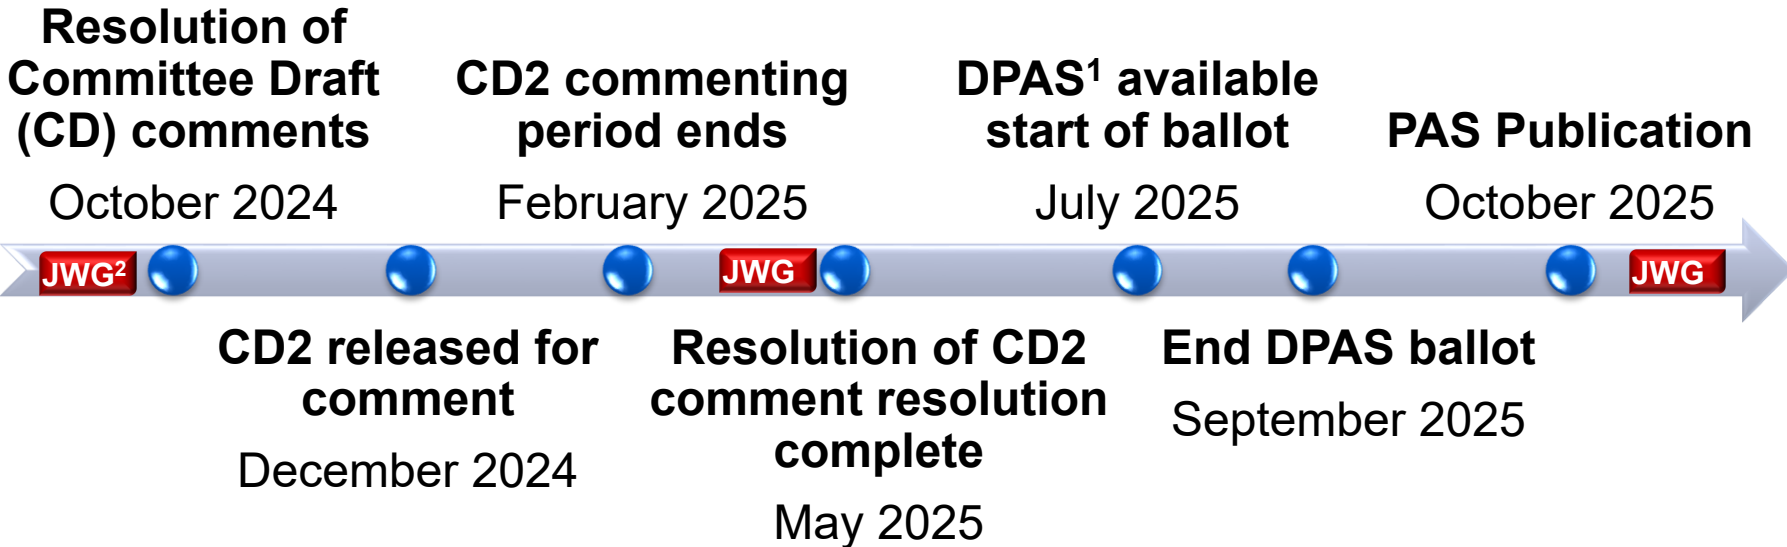 Resolution of
Committee Draft
(CD) comments
October 2024
CD2 commenting
period ends
February 2025
DPAS¹ available
start of ballot
July 2025
PAS Publication
October 2025
JWG²
JWG
JWG
CD2 released for
comment
December 2024
Resolution of CD2
comment resolution
complete
May 2025
End DPAS ballot
September 2025